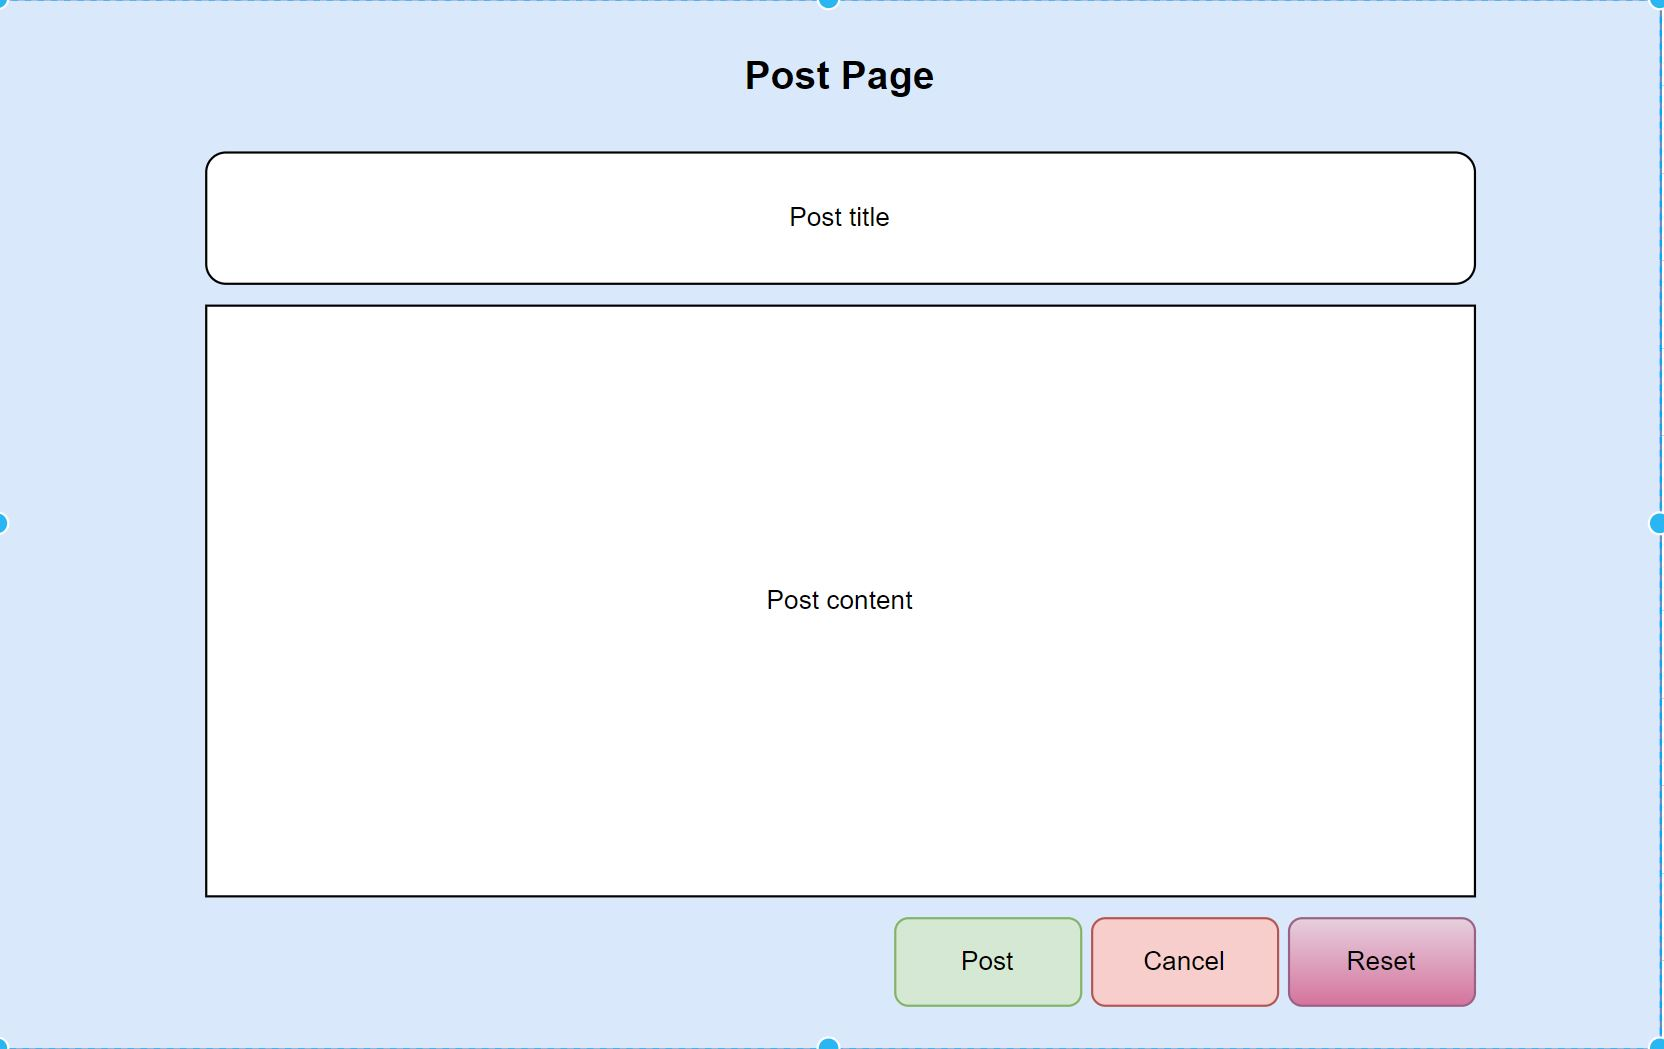 Post Page
Post title
Post content
Post
Cancel
Reset